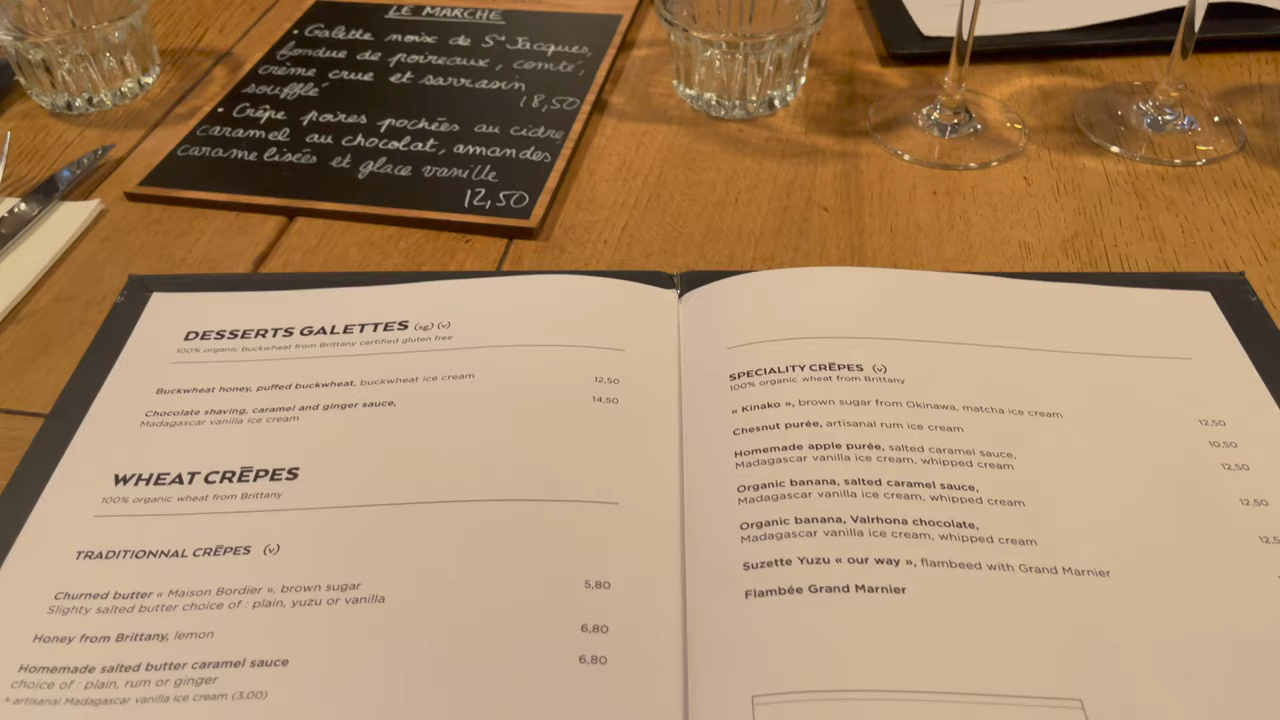 LE MARCHE
• Galette noix de St Jacques,
fondue de poireaux, comté,
crème crue et sarrasin
soufflé
18,50
• Crêpe poires pochées au cidre,
caramel au chocolat, amandes
caramelisées et glace vanille
12,50
DESSERTS GALETTES (sg) (v)
100% organic buckwheat from Brittany certified gluten free
Buckwheat honey, puffed buckwheat, buckwheat ice cream 12,50
Chocolate shaving, caramel and ginger sauce, 14,50
Madagascar vanilla ice cream
WHEAT CRÊPES
100% organic wheat from Brittany
TRADITIONNAL CRÊPES (v)
Churned butter « Maison Bordier », brown sugar 5,80
Slighty salted butter choice of : plain, yuzu or vanilla
Honey from Brittany, lemon 6,80
Homemade salted butter caramel sauce 6,80
choice of : plain, rum or ginger
* artisanal Madagascar vanilla ice cream (3,00)
SPECIALITY CRÊPES (v)
100% organic wheat from Brittany
« Kinako », brown sugar from Okinawa, matcha ice cream 12,50
Chesnut purée, artisanal rum ice cream 10,50
Homemade apple purée, salted caramel sauce, 12,50
Madagascar vanilla ice cream, whipped cream
Organic banana, salted caramel sauce, 12,50
Madagascar vanilla ice cream, whipped cream
Organic banana, Valrhona chocolate,
Madagascar vanilla ice cream, whipped cream
Suzette Yuzu « our way », flambeed with Grand Marnier
Flambée Grand Marnier